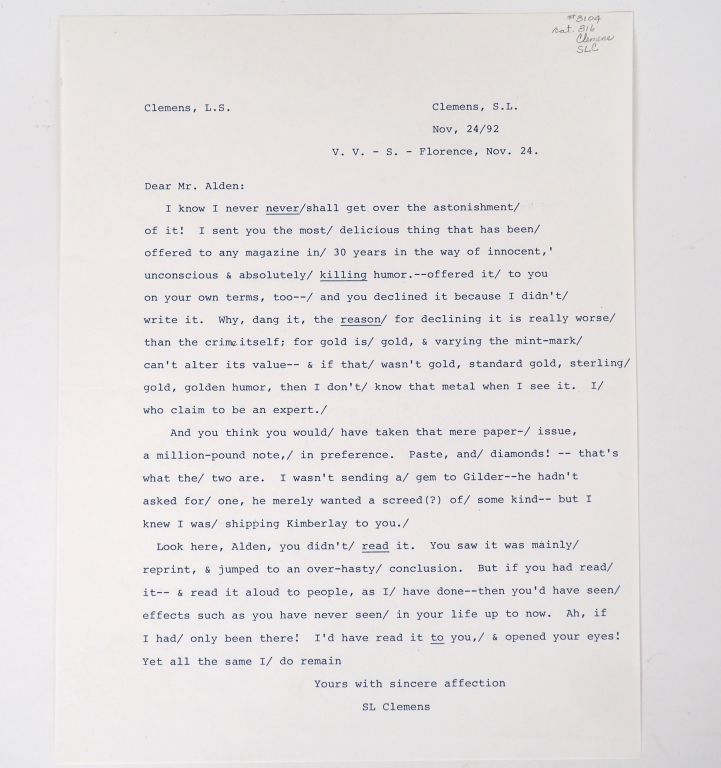 #3104
Cat. 816
Clemens
SLC
Clemens, L.S. Clemens, S.L.
Nov, 24/92
V. V. - S. - Florence, Nov. 24.
Dear Mr. Alden:
I know I never never/shall get over the astonishment/
of it! I sent you the most/ delicious thing that has been/
offered to any magazine in/ 30 years in the way of innocent,'
unconscious & absolutely/ killing humor.--offered it/ to you
on your own terms, too--/ and you declined it because I didn't/
write it. Why, dang it, the reason/ for declining it is really worse/
than the crime itself; for gold is/ gold, & varying the mint-mark/
can't alter its value-- & if that/ wasn't gold, standard gold, sterling/
gold, golden humor, then I don't/ know that metal when I see it. I/
who claim to be an expert./
And you think you would/ have taken that mere paper-/ issue,
a million-pound note,/ in preference. Paste, and/ diamonds! -- that's
what the/ two are. I wasn't sending a/ gem to Gilder--he hadn't
asked for/ one, he merely wanted a screed(?) of/ some kind-- but I
knew I was/ shipping Kimberlay to you./
Look here, Alden, you didn't/ read it. You saw it was mainly/
reprint, & jumped to an over-hasty/ conclusion. But if you had read/
it-- & read it aloud to people, as I/ have done--then you'd have seen/
effects such as you have never seen/ in your life up to now. Ah, if
I had/ only been there! I'd have read it to you,/ & opened your eyes!
Yet all the same I/ do remain
Yours with sincere affection
SL Clemens